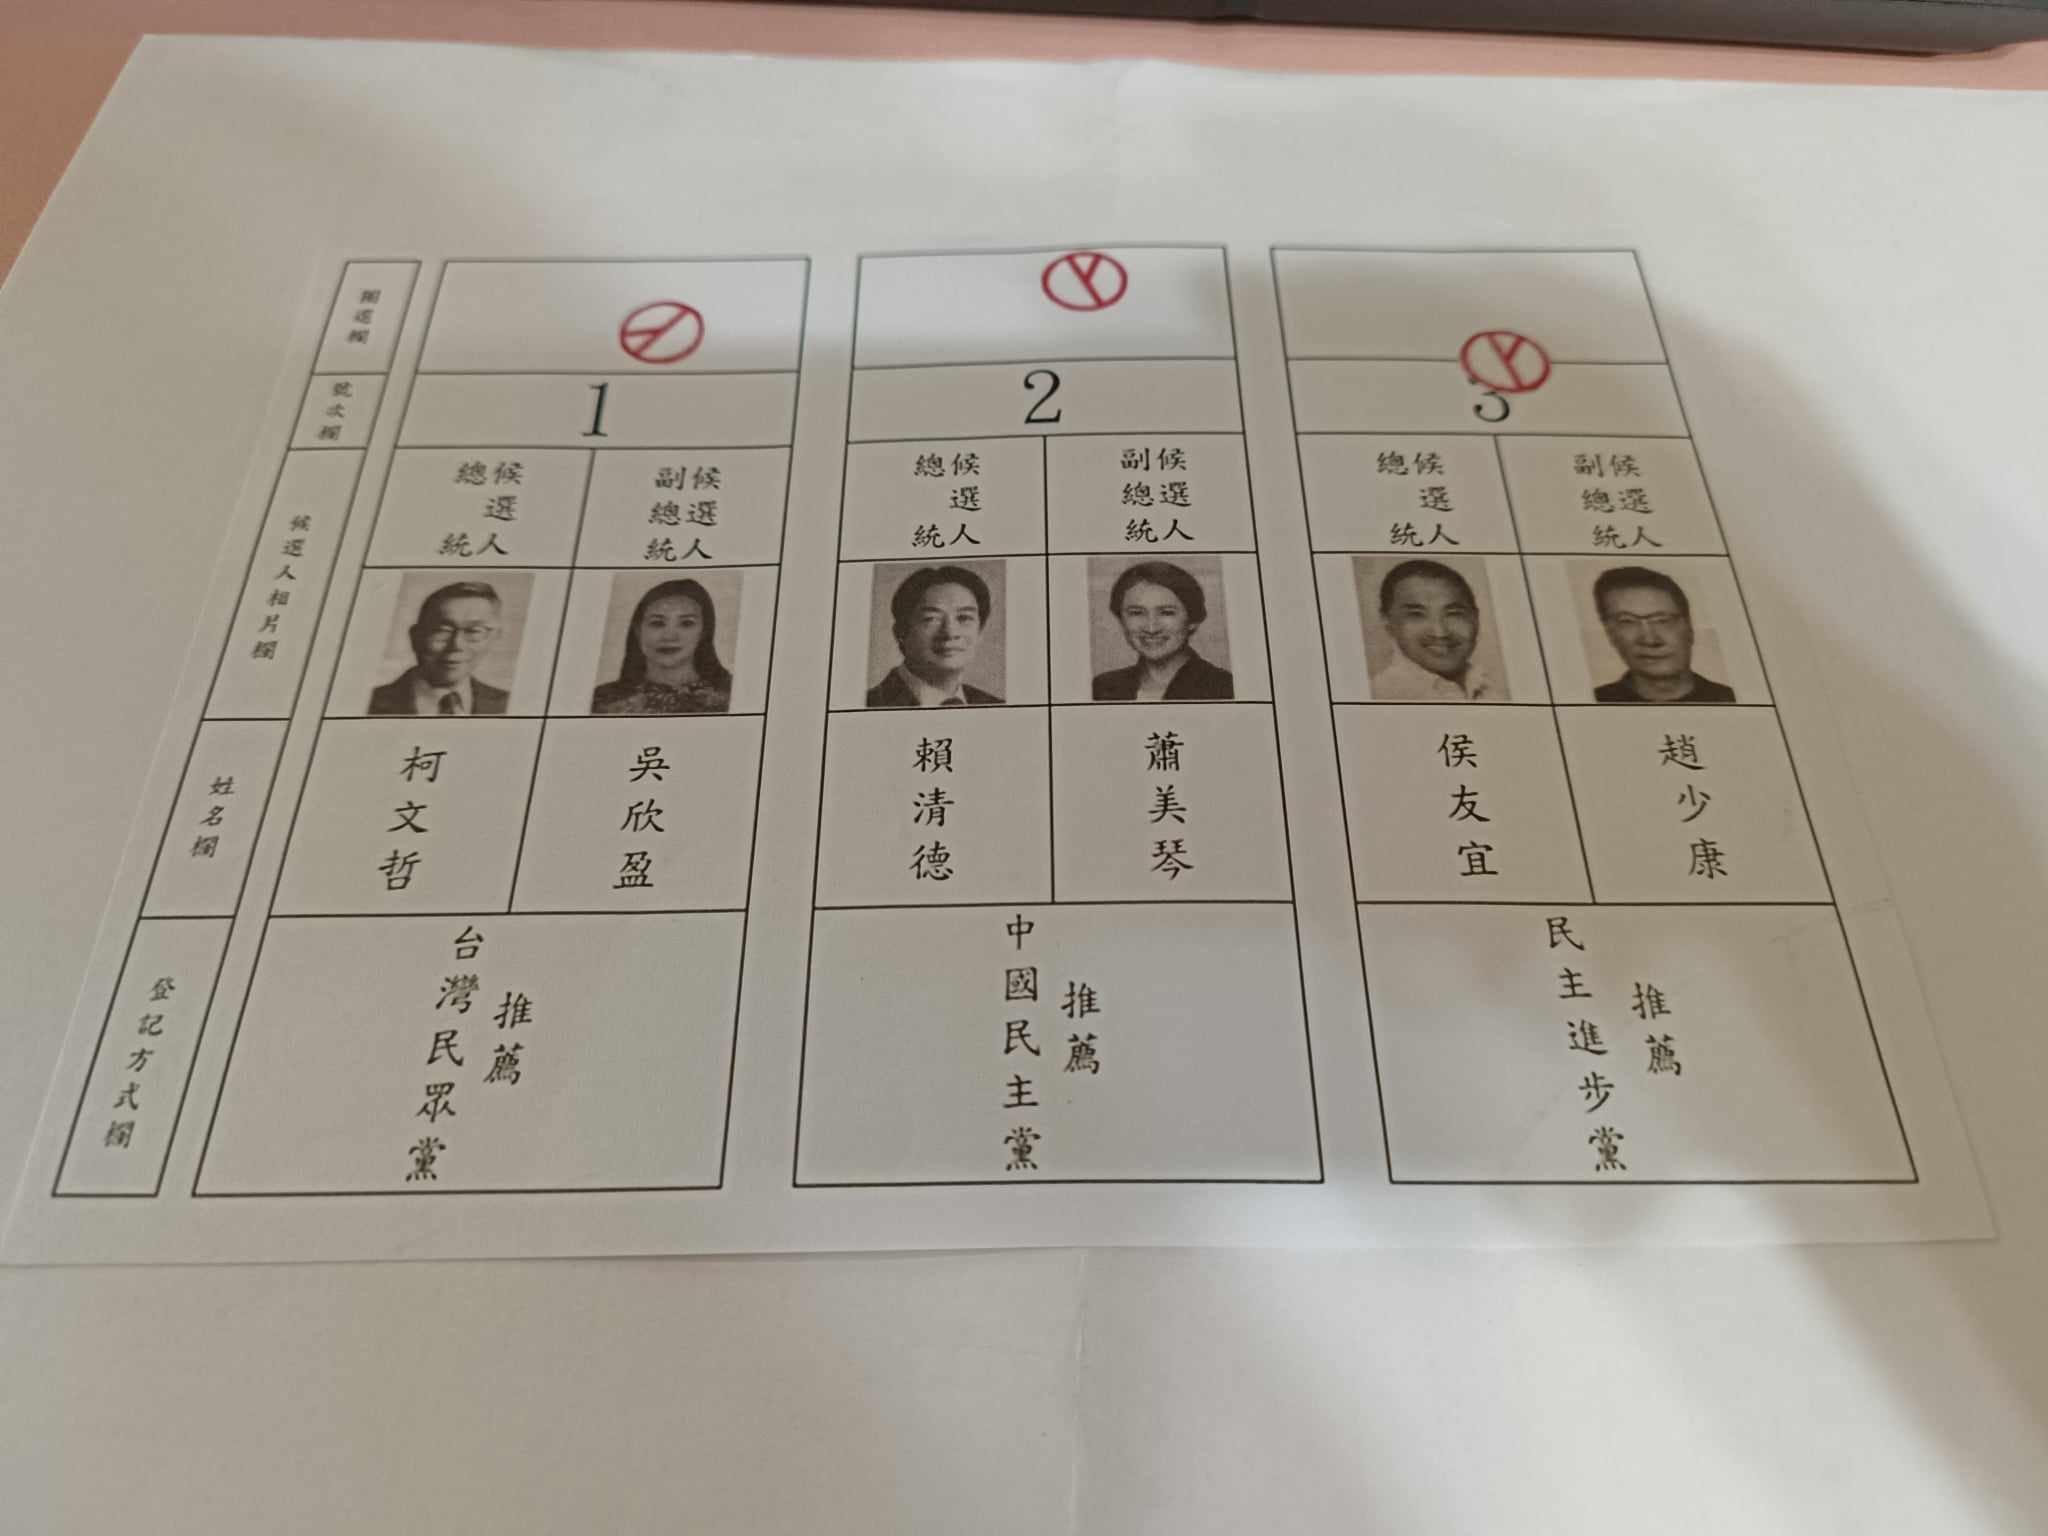 圈選欄
號次欄
候選人相片欄
姓名欄
登記方式欄
1
總統
候選人
副總統
候選人
柯文哲
吳欣盈
台灣民眾黨
推薦
2
總統
候選人
副總統
候選人
賴清德
蕭美琴
中國民主黨
推薦
3
總統
候選人
副總統
候選人
侯友宜
趙少康
民主進步黨
推薦